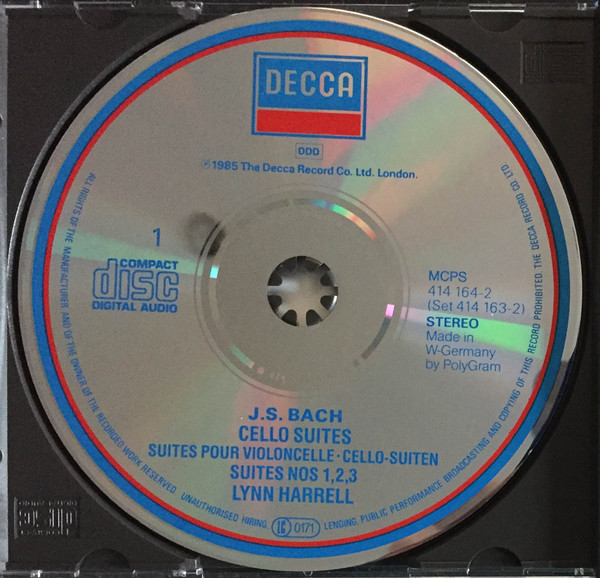 DECCA
DDD
℗1985 The Decca Record Co. Ltd. London.
1
COMPACT
disc
DIGITAL AUDIO
MCPS
414 164-2
(Set 414 163-2)
STEREO
Made in
W-Germany
by PolyGram
J.S. BACH
CELLO SUITES
SUITES POUR VIOLONCELLE · CELLO-SUITEN
SUITES NOS 1,2,3
LYNN HARRELL
ALL RIGHTS OF THE MANUFACTURER AND OF THE OWNER OF THE RECORDED WORK RESERVED. UNAUTHORISED HIRING, LENDING, PUBLIC PERFORMANCE BROADCASTING AND COPYING OF THIS RECORD PROHIBITED. THE DECCA RECORD CO. LTD.
LC 0171